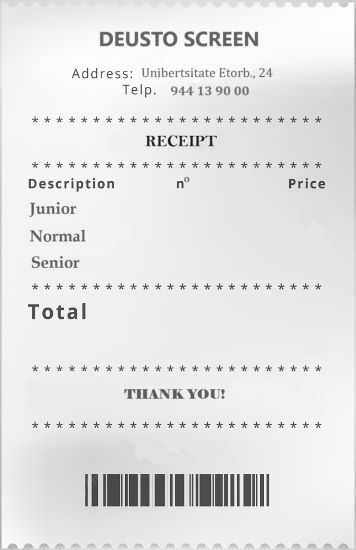 DEUSTO SCREEN
Address: Unibertsitate Etorb., 24
Telp. 944 13 90 00
* * * * * * * * * * * * * * * * * * * * * * * *
RECEIPT
* * * * * * * * * * * * * * * * * * * * * * * *
Description nº Price
Junior
Normal
Senior
* * * * * * * * * * * * * * * * * * * * * * * *
Total
* * * * * * * * * * * * * * * * * * * * * * * *
THANK YOU!
* * * * * * * * * * * * * * * * * * * * * * * *